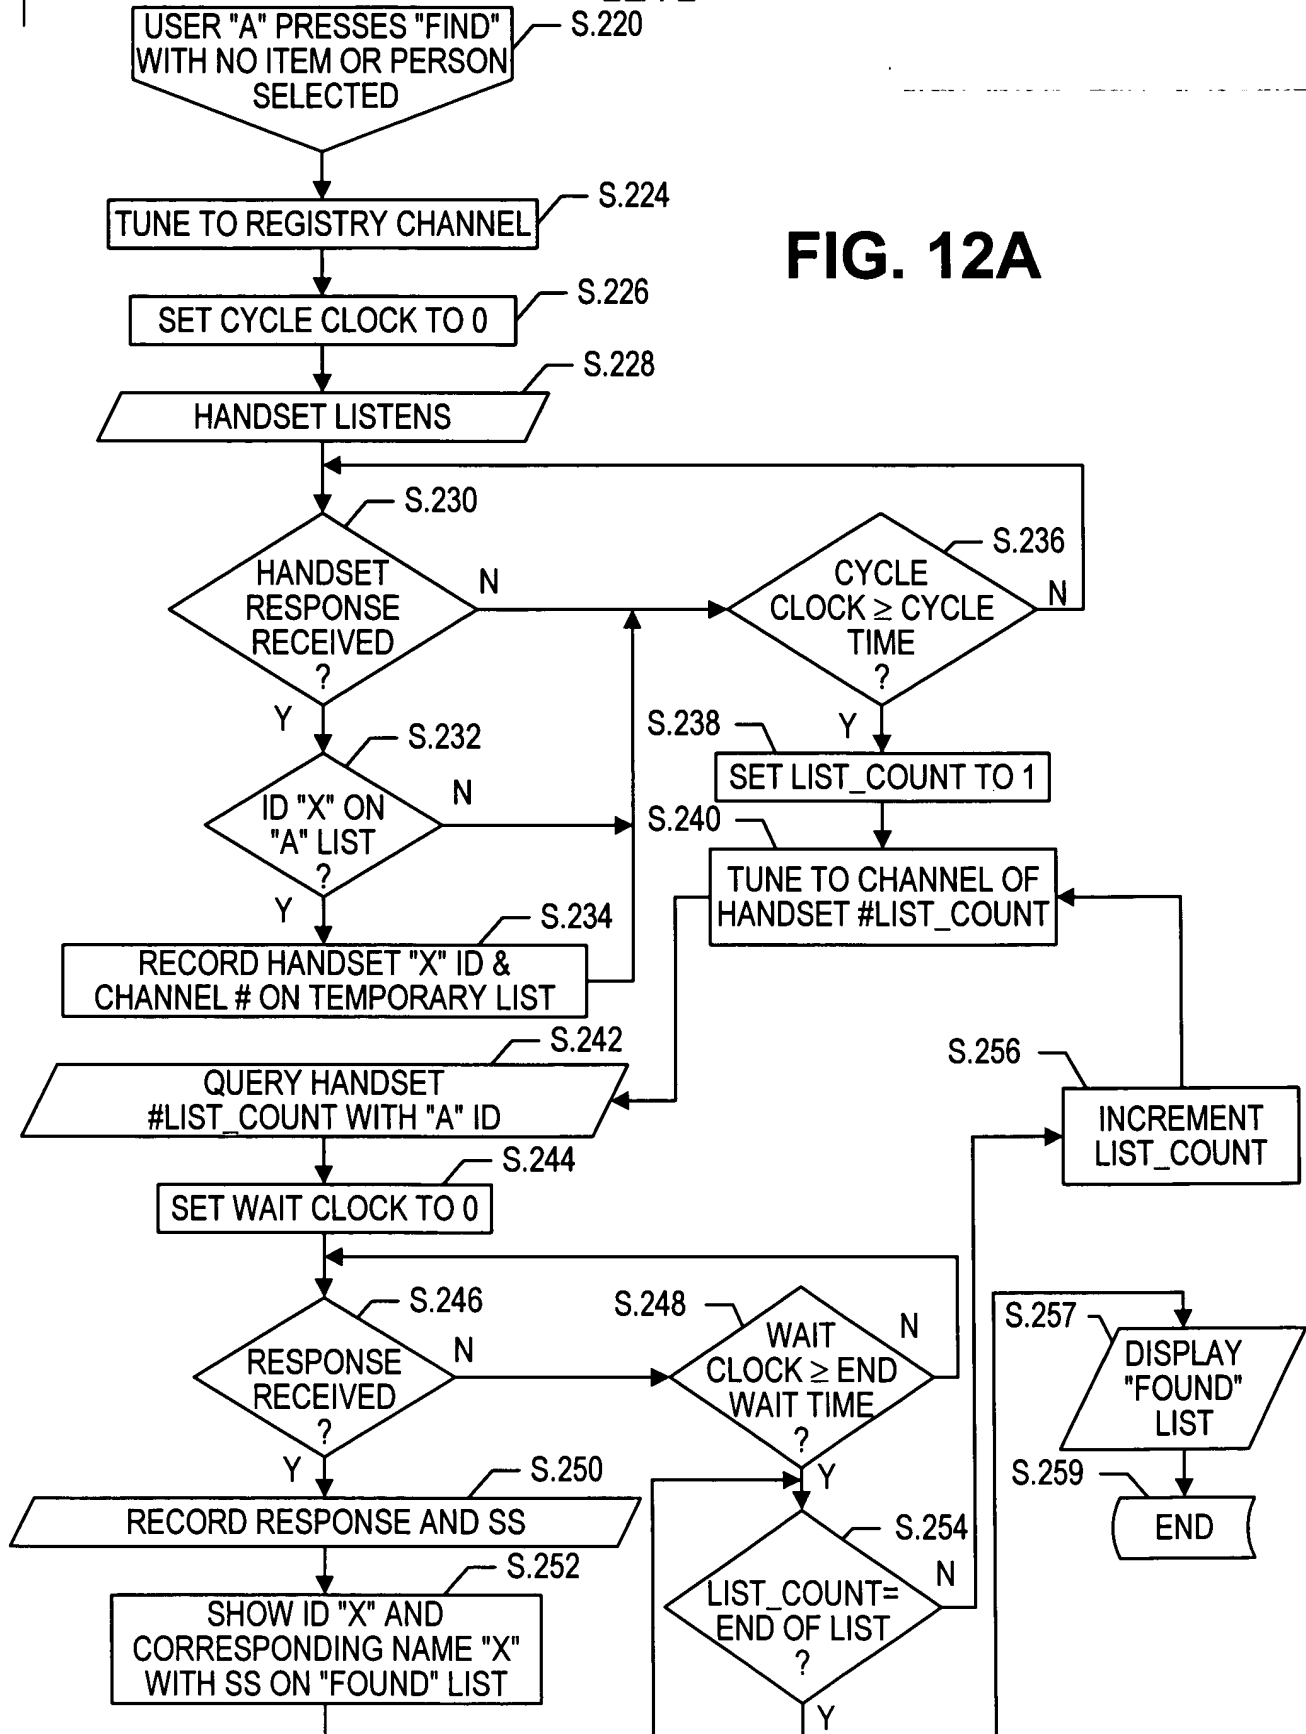 USER "A" PRESSES "FIND"
WITH NO ITEM OR PERSON
SELECTED
S.220
TUNE TO REGISTRY CHANNEL
S.224
FIG. 12A
SET CYCLE CLOCK TO 0
S.226
HANDSET LISTENS
S.228
HANDSET
RESPONSE
RECEIVED
?
S.230
N
Y
CYCLE
CLOCK ≥ CYCLE
TIME
?
S.236
N
Y
ID "X" ON
"A" LIST
?
S.232
N
Y
S.238
SET LIST_COUNT TO 1
S.240
TUNE TO CHANNEL OF
HANDSET #LIST_COUNT
S.234
RECORD HANDSET "X" ID &
CHANNEL # ON TEMPORARY LIST
S.242
QUERY HANDSET
#LIST_COUNT WITH "A" ID
S.256
INCREMENT
LIST_COUNT
S.244
SET WAIT CLOCK TO 0
S.246
RESPONSE
RECEIVED
?
N
Y
S.248
WAIT
CLOCK ≥ END
WAIT TIME
?
N
Y
S.257
DISPLAY
"FOUND"
LIST
S.259
END
S.250
RECORD RESPONSE AND SS
S.252
SHOW ID "X" AND
CORRESPONDING NAME "X"
WITH SS ON "FOUND" LIST
S.254
LIST_COUNT=
END OF LIST
?
N
Y